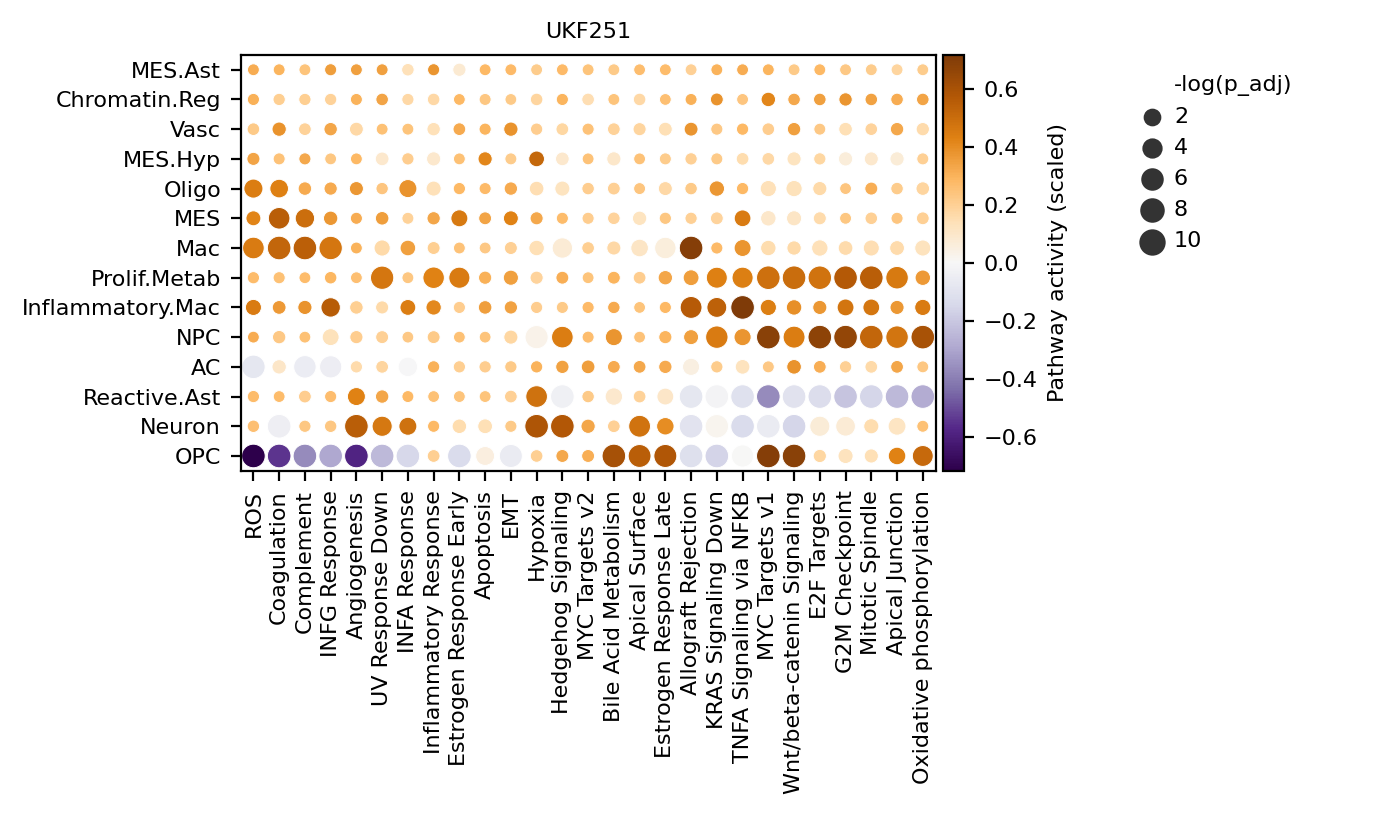 UKF251
MES.Ast
Chromatin.Reg
Vasc
MES.Hyp
Oligo
MES
Mac
Prolif.Metab
Inflammatory.Mac
NPC
AC
Reactive.Ast
Neuron
OPC
ROS
Coagulation
Complement
INFG Response
Angiogenesis
UV Response Down
INFA Response
Inflammatory Response
Estrogen Response Early
Apoptosis
EMT
Hypoxia
Hedgehog Signaling
MYC Targets v2
Bile Acid Metabolism
Apical Surface
Estrogen Response Late
Allograft Rejection
KRAS Signaling Down
TNFA Signaling via NFKB
MYC Targets v1
Wnt/beta-catenin Signaling
E2F Targets
G2M Checkpoint
Mitotic Spindle
Apical Junction
Oxidative phosphorylation
0.6
0.4
0.2
0.0
−0.2
−0.4
−0.6
Pathway activity (scaled)
-log(p_adj)
2
4
6
8
10